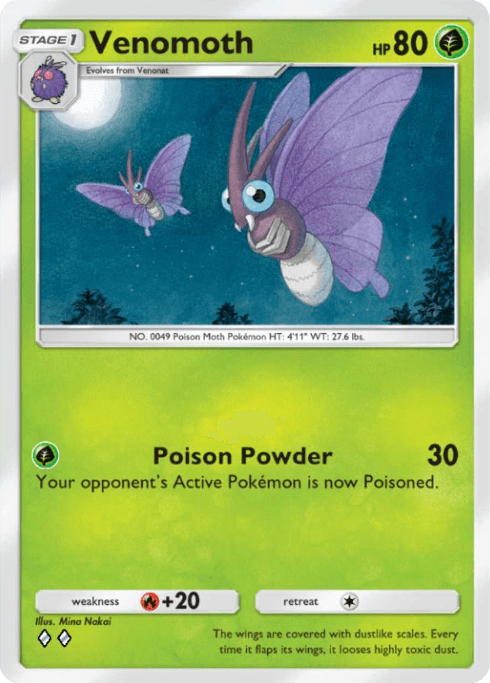 STAGE 1
Venomoth
HP 80
Evolves from Venonat
NO. 0049 Poison Moth Pokémon HT: 4'11" WT: 27.6 lbs.
Poison Powder 30
Your opponent's Active Pokémon is now Poisoned.
weakness +20 retreat
Illus. Mina Nakai
The wings are covered with dustlike scales. Every
time it flaps its wings, it looses highly toxic dust.